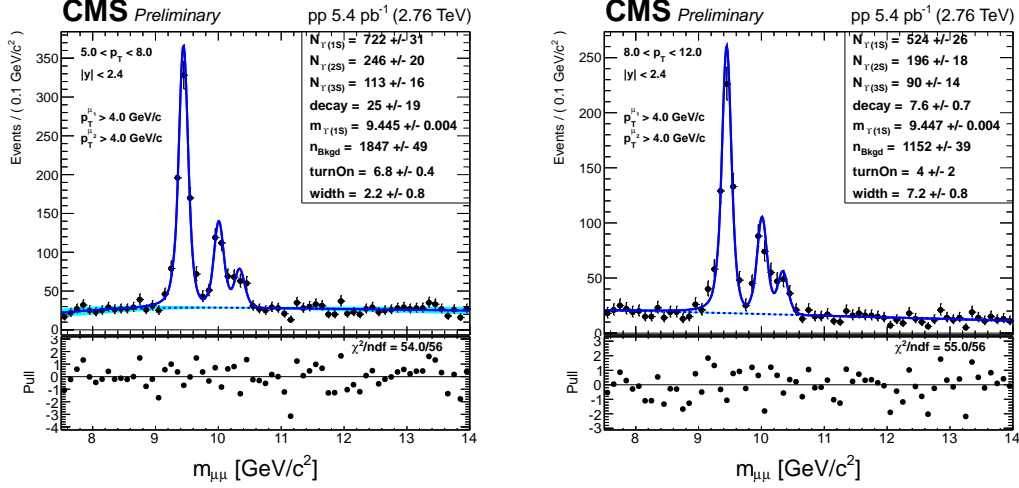 CMS Preliminary pp 5.4 pb⁻¹ (2.76 TeV)
Events / ( 0.1 GeV/c² )
350
300
250
200
150
100
50
0
5.0 < p_T < 8.0
|y| < 2.4
p_T^μ1 > 4.0 GeV/c
p_T^μ2 > 4.0 GeV/c
N_ϒ(1S) = 722 +/- 31
N_ϒ(2S) = 246 +/- 20
N_ϒ(3S) = 113 +/- 16
decay = 25 +/- 19
m_ϒ(1S) = 9.445 +/- 0.004
n_Bkgd = 1847 +/- 49
turnOn = 6.8 +/- 0.4
width = 2.2 +/- 0.8
Pull
3
2
1
0
-1
-2
-3
-4
χ²/ndf = 54.0/56
8 9 10 11 12 13 14
m_μμ [GeV/c²]
CMS Preliminary pp 5.4 pb⁻¹ (2.76 TeV)
Events / ( 0.1 GeV/c² )
250
200
150
100
50
0
8.0 < p_T < 12.0
|y| < 2.4
p_T^μ1 > 4.0 GeV/c
p_T^μ2 > 4.0 GeV/c
N_ϒ(1S) = 524 +/- 26
N_ϒ(2S) = 196 +/- 18
N_ϒ(3S) = 90 +/- 14
decay = 7.6 +/- 0.7
m_ϒ(1S) = 9.447 +/- 0.004
n_Bkgd = 1152 +/- 39
turnOn = 4 +/- 2
width = 7.2 +/- 0.8
Pull
3
2
1
0
-1
-2
-3
χ²/ndf = 55.0/56
8 9 10 11 12 13 14
m_μμ [GeV/c²]